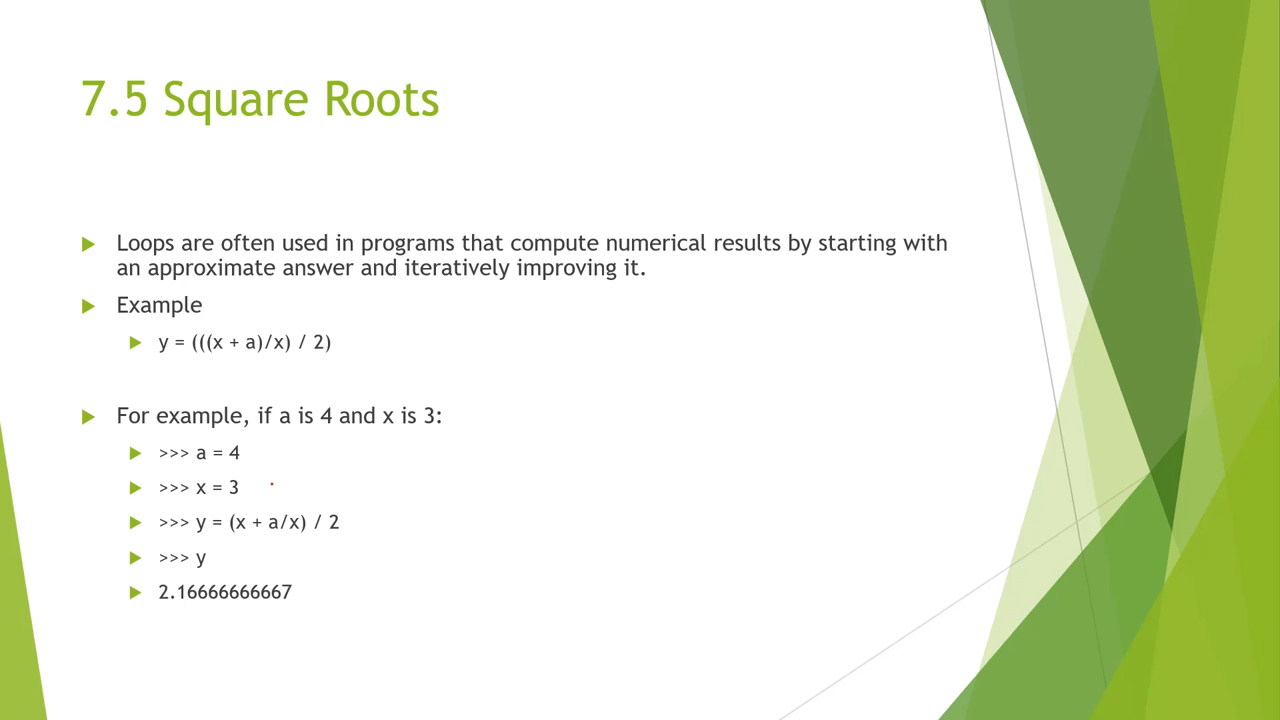 7.5 Square Roots
Loops are often used in programs that compute numerical results by starting with
an approximate answer and iteratively improving it.
Example
y = (((x + a)/x) / 2)
For example, if a is 4 and x is 3:
>>> a = 4
>>> x = 3
>>> y = (x + a/x) / 2
>>> y
2.16666666667